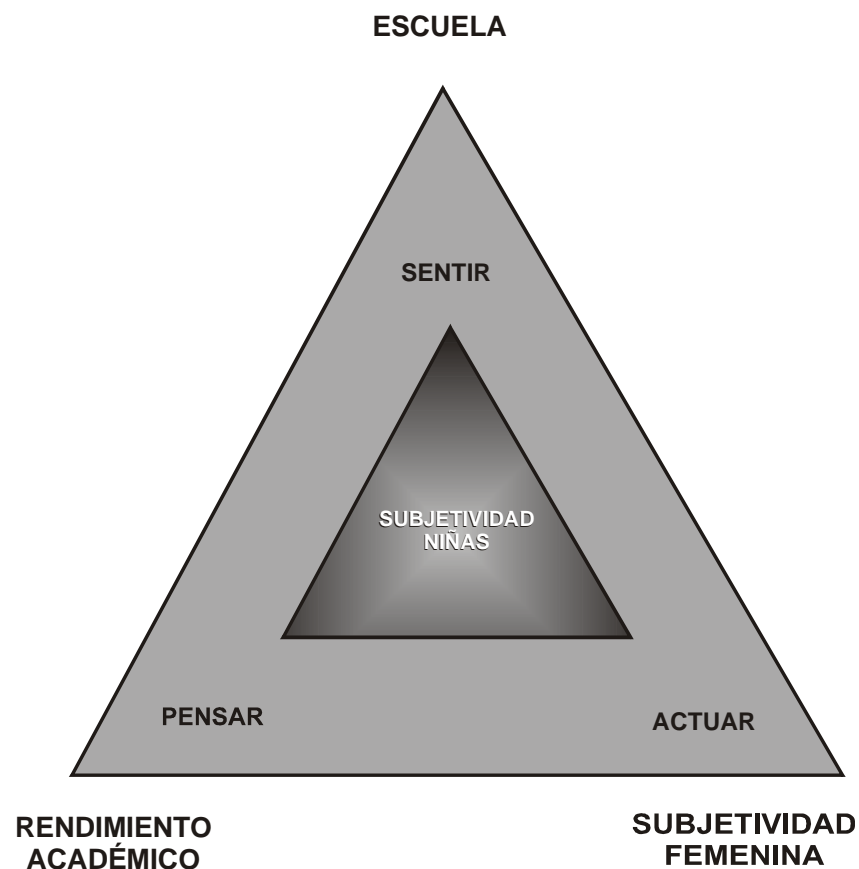 ESCUELA
SENTIR
SUBJETIVIDAD
NIÑAS
PENSAR
ACTUAR
RENDIMIENTO
ACADÉMICO
SUBJETIVIDAD
FEMENINA